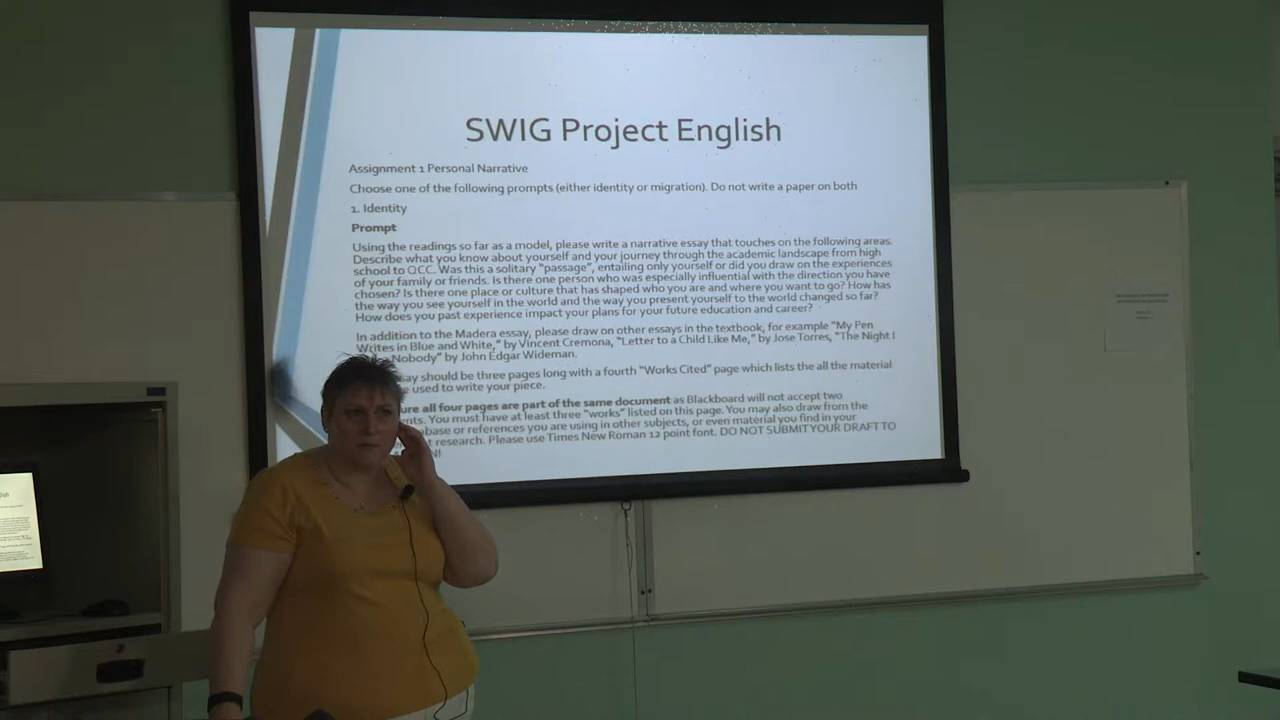 SWIG Project English
Assignment 1 Personal Narrative
Choose one of the following prompts (either identity or migration). Do not write a paper on both
1. Identity
Prompt
Using the readings so far as a model, please write a narrative essay that touches on the following areas.
Describe what you know about yourself and your journey through the academic landscape from high
school to QCC. Was this a solitary “passage”, entailing only yourself or did you draw on the experiences
of your family or friends. Is there one person who was especially influential with the direction you have
chosen? Is there one place or culture that has shaped who you are and where you want to go? How has
the way you see yourself in the world and the way you present yourself to the world changed so far?
How does you past experience impact your plans for your future education and career?
In addition to the Madera essay, please draw on other essays in the textbook, for example “My Pen
Writes in Blue and White,” by Vincent Cremona, “Letter to a Child Like Me,” by Jose Torres, “The Night I
Nobody” by John Edgar Wideman.
say should be three pages long with a fourth “Works Cited” page which lists the all the material
e used to write your piece.
ure all four pages are part of the same document as Blackboard will not accept two
nts. You must have at least three “works” listed on this page. You may also draw from the
abase or references you are using in other subjects, or even material you find in your
t research. Please use Times New Roman 12 point font. DO NOT SUBMIT YOUR DRAFT TO
N!